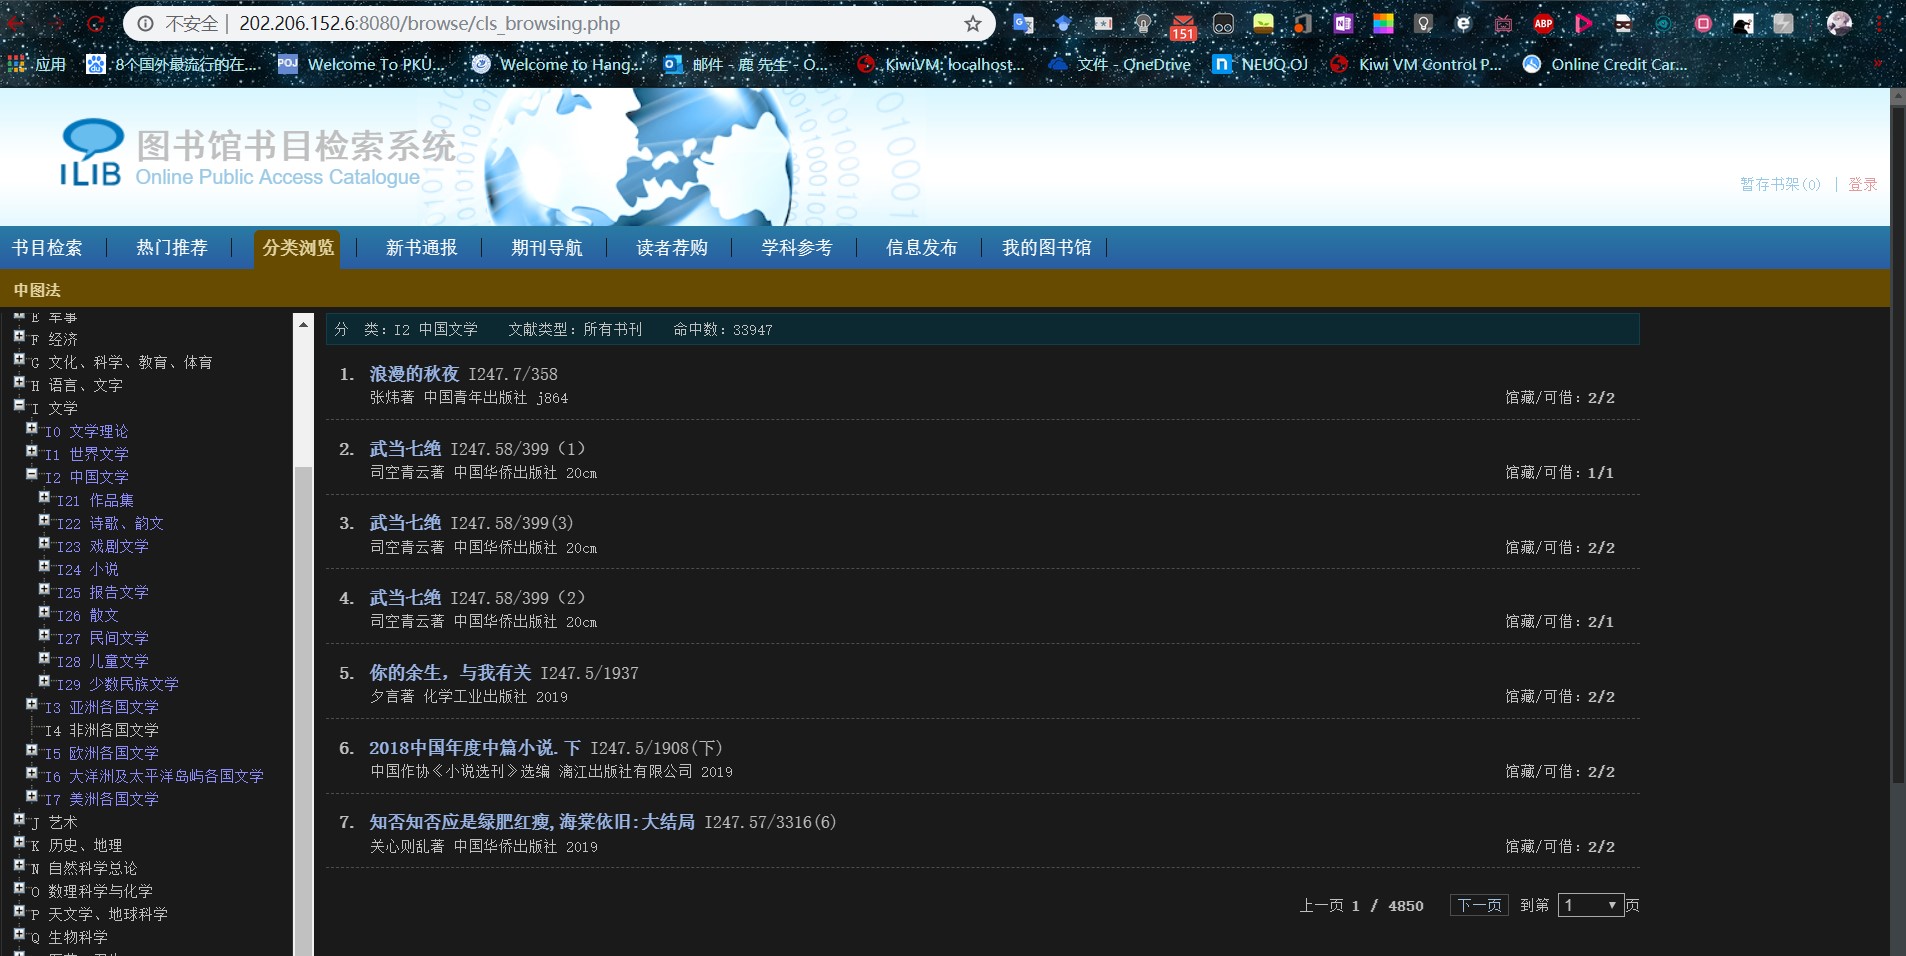 不安全 | 202.206.152.6:8080/browse/cls_browsing.php
151
ABP
应用 8个国外最流行的在... POJ Welcome To PKU... Welcome to Hang... 邮件 - 鹿 先生 - O... KiwiVM: localhost... 文件 - OneDrive NEUQ OJ Kiwi VM Control P... Online Credit Car...
ILIB
图书馆书目检索系统
Online Public Access Catalogue
暂存书架(0) | 登录
书目检索 热门推荐 分类浏览 新书通报 期刊导航 读者荐购 学科参考 信息发布 我的图书馆
中图法
E 军事
F 经济
G 文化、科学、教育、体育
H 语言、文字
I 文学
I0 文学理论
I1 世界文学
I2 中国文学
I21 作品集
I22 诗歌、韵文
I23 戏剧文学
I24 小说
I25 报告文学
I26 散文
I27 民间文学
I28 儿童文学
I29 少数民族文学
I3 亚洲各国文学
I4 非洲各国文学
I5 欧洲各国文学
I6 大洋洲及太平洋岛屿各国文学
I7 美洲各国文学
J 艺术
K 历史、地理
N 自然科学总论
O 数理科学与化学
P 天文学、地球科学
Q 生物科学
分 类：I2 中国文学 文献类型：所有书刊 命中数：33947
1. 浪漫的秋夜 I247.7/358
张炜著 中国青年出版社 j864
馆藏/可借：2/2
2. 武当七绝 I247.58/399（1）
司空青云著 中国华侨出版社 20cm
馆藏/可借：1/1
3. 武当七绝 I247.58/399(3)
司空青云著 中国华侨出版社 20cm
馆藏/可借：2/2
4. 武当七绝 I247.58/399（2）
司空青云著 中国华侨出版社 20cm
馆藏/可借：2/1
5. 你的余生，与我有关 I247.5/1937
夕言著 化学工业出版社 2019
馆藏/可借：2/2
6. 2018中国年度中篇小说.下 I247.5/1908(下)
中国作协《小说选刊》选编 漓江出版社有限公司 2019
馆藏/可借：2/2
7. 知否知否应是绿肥红瘦,海棠依旧:大结局 I247.57/3316(6)
关心则乱著 中国华侨出版社 2019
馆藏/可借：2/2
上一页 1 / 4850 下一页 到第 1 页